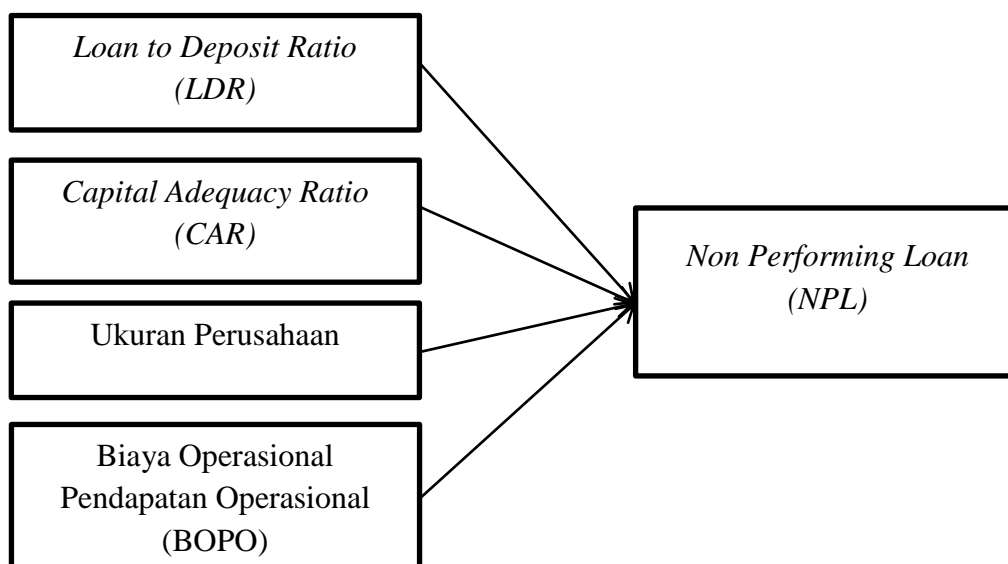 Loan to Deposit Ratio
(LDR)
Capital Adequacy Ratio
(CAR)
Non Performing Loan
(NPL)
Ukuran Perusahaan
Biaya Operasional
Pendapatan Operasional
(BOPO)